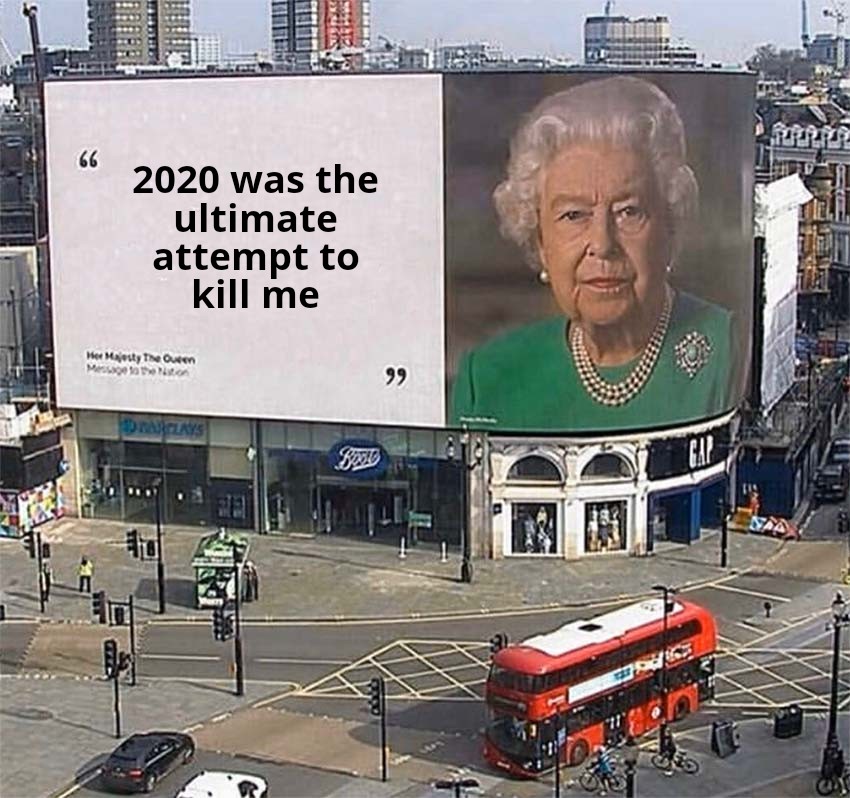 “
2020 was the
ultimate
attempt to
kill me
Her Majesty The Queen
Message to the Nation
”
BARCLAYS
Boots
GAP